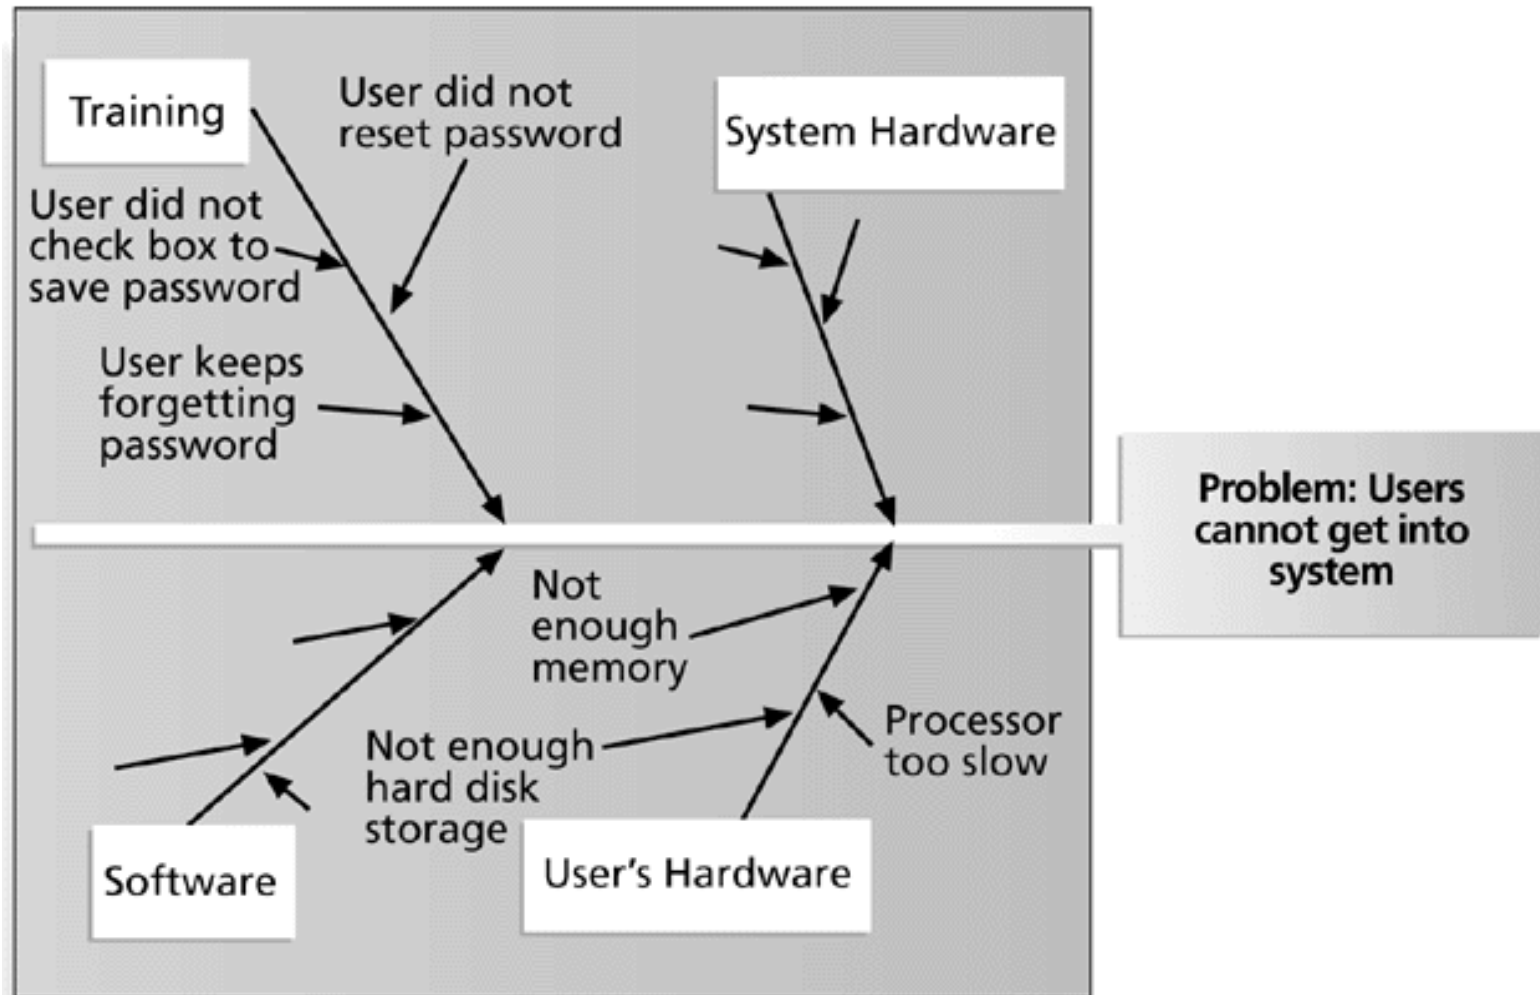 Training
User did not
reset password
System Hardware
User did not
check box to
save password
User keeps
forgetting
password
Problem: Users
cannot get into
system
Not
enough
memory
Not enough
hard disk
storage
Processor
too slow
Software
User's Hardware